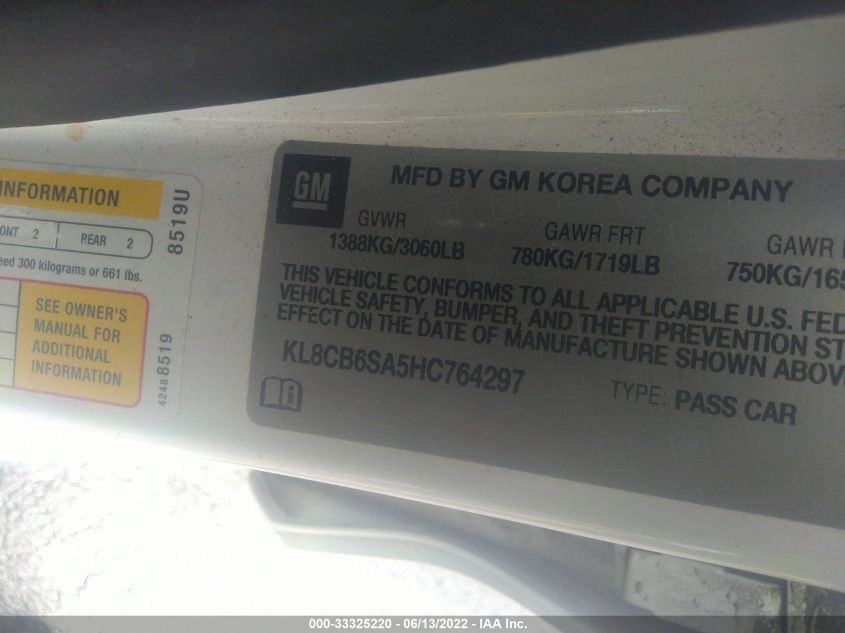 INFORMATION
ONT 2 REAR 2
eed 300 kilograms or 661 lbs.
SEE OWNER'S
MANUAL FOR
ADDITIONAL
INFORMATION
8519U
4248 8519
GM
MFD BY GM KOREA COMPANY
GVWR GAWR FRT GAWR
1388KG/3060LB 780KG/1719LB 750KG/165
THIS VEHICLE CONFORMS TO ALL APPLICABLE U.S. FED
VEHICLE SAFETY, BUMPER, AND THEFT PREVENTION ST
EFFECT ON THE DATE OF MANUFACTURE SHOWN ABOV
KL8CB6SA5HC764297
TYPE: PASS CAR
000-33325220 - 06/13/2022 - IAA Inc.